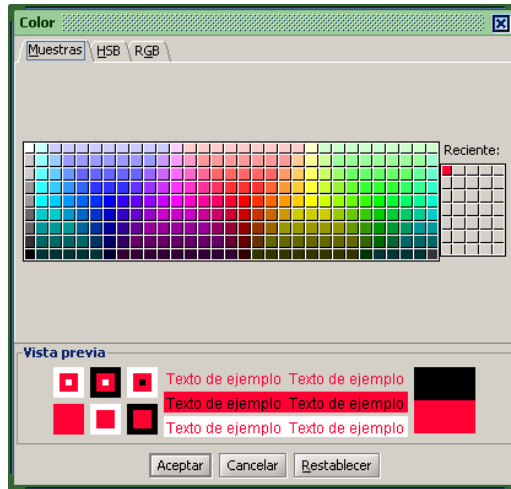 Color
Muestras HSB RGB
Reciente:
Vista previa
Texto de ejemplo Texto de ejemplo
Texto de ejemplo Texto de ejemplo
Texto de ejemplo Texto de ejemplo
Aceptar Cancelar Restablecer